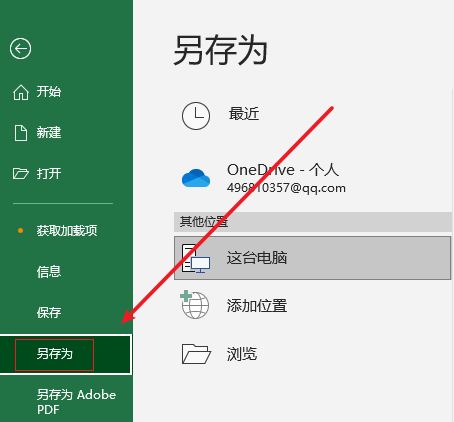 另存为
开始
新建
打开
获取加载项
信息
保存
另存为
另存为 Adobe
PDF
最近
OneDrive - 个人
496810357@qq.com
其他位置
这台电脑
添加位置
浏览